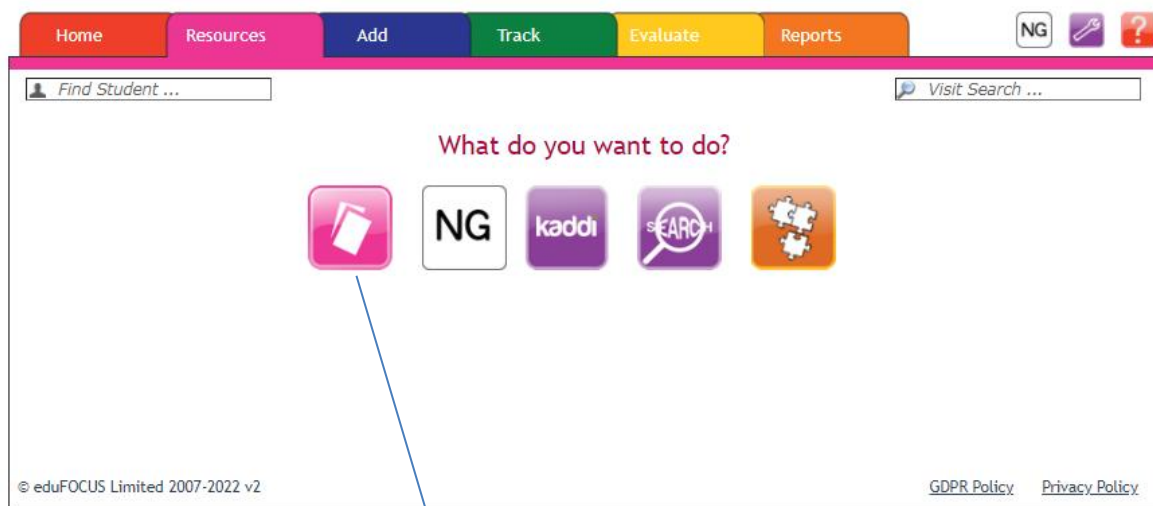 Home Resources Add Track Evaluate Reports NG ?
Find Student ... Visit Search ...
What do you want to do?
NG kaddi SEARCH
© eduFOCUS Limited 2007-2022 v2 GDPR Policy Privacy Policy